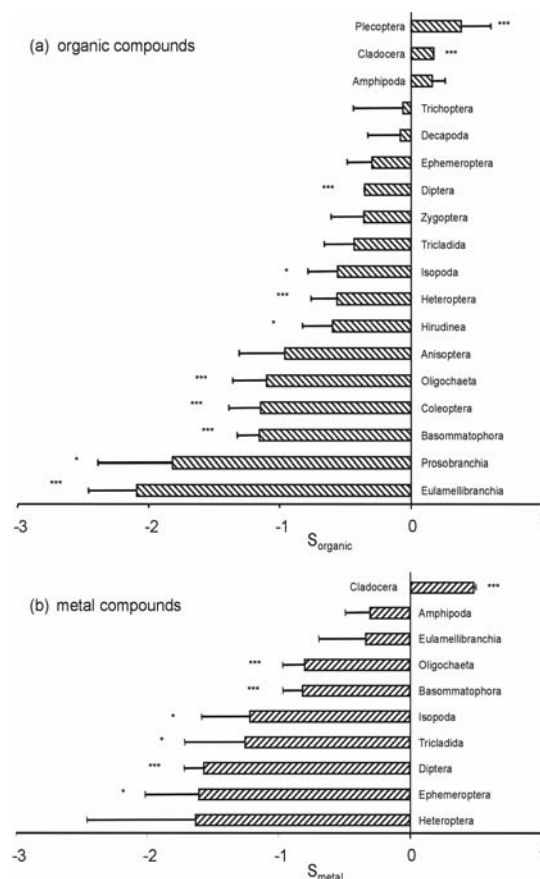 (a) organic compounds
Plecoptera ***
Cladocera ***
Amphipoda
Trichoptera
Decapoda
Ephemeroptera
*** Diptera
Zygoptera
Tricladida
* Isopoda
*** Heteroptera
* Hirudinea
Anisoptera
*** Oligochaeta
*** Coleoptera
*** Basommatophora
* Prosobranchia
*** Eulamellibranchia
-3 -2 -1 0 1
Sorganic
Cladocera ***
(b) metal compounds
Amphipoda
Eulamellibranchia
*** Oligochaeta
*** Basommatophora
* Isopoda
* Tricladida
*** Diptera
* Ephemeroptera
Heteroptera
-3 -2 -1 0 1
Smetal